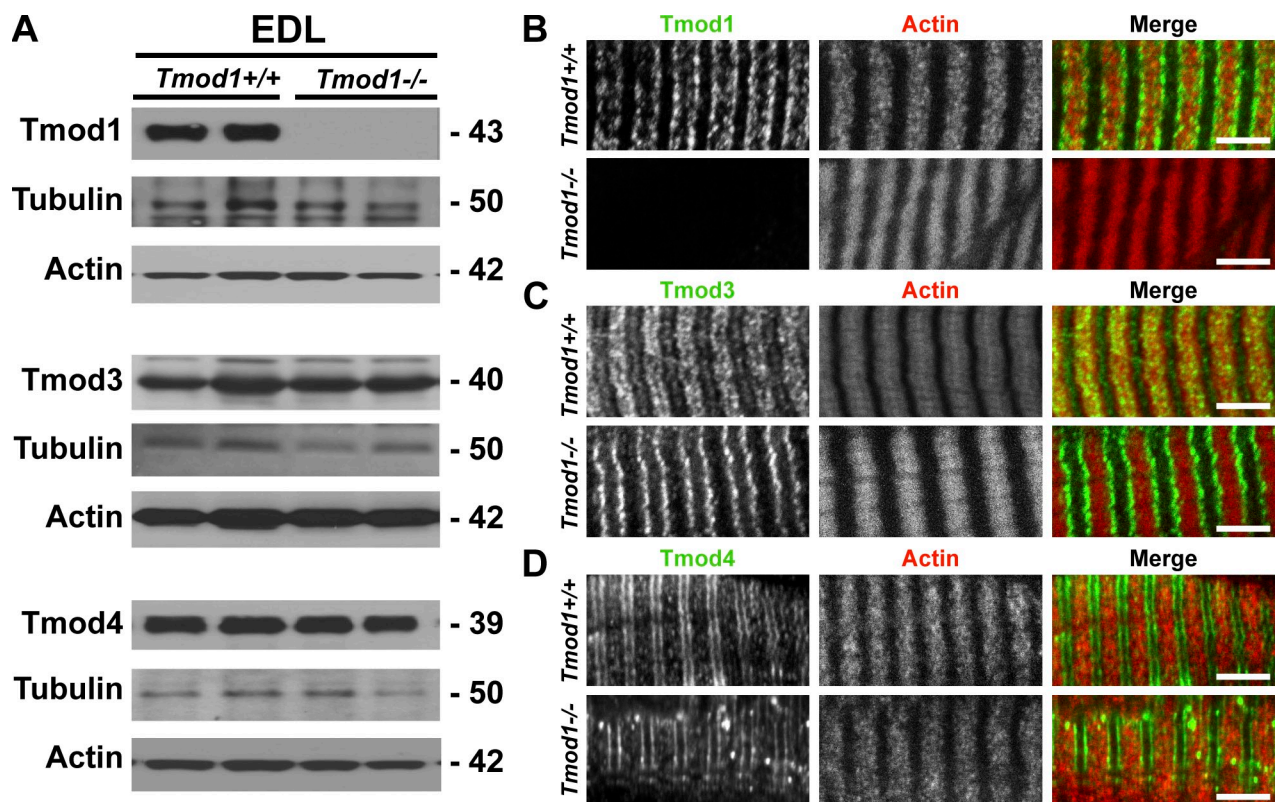 A
EDL
Tmod1+/+ Tmod1-/-
Tmod1 - 43
Tubulin - 50
Actin - 42
Tmod3 - 40
Tubulin - 50
Actin - 42
Tmod4 - 39
Tubulin - 50
Actin - 42
B
Tmod1 Actin Merge
Tmod1+/+
Tmod1-/-
C
Tmod3 Actin Merge
Tmod1+/+
Tmod1-/-
D
Tmod4 Actin Merge
Tmod1+/+
Tmod1-/-